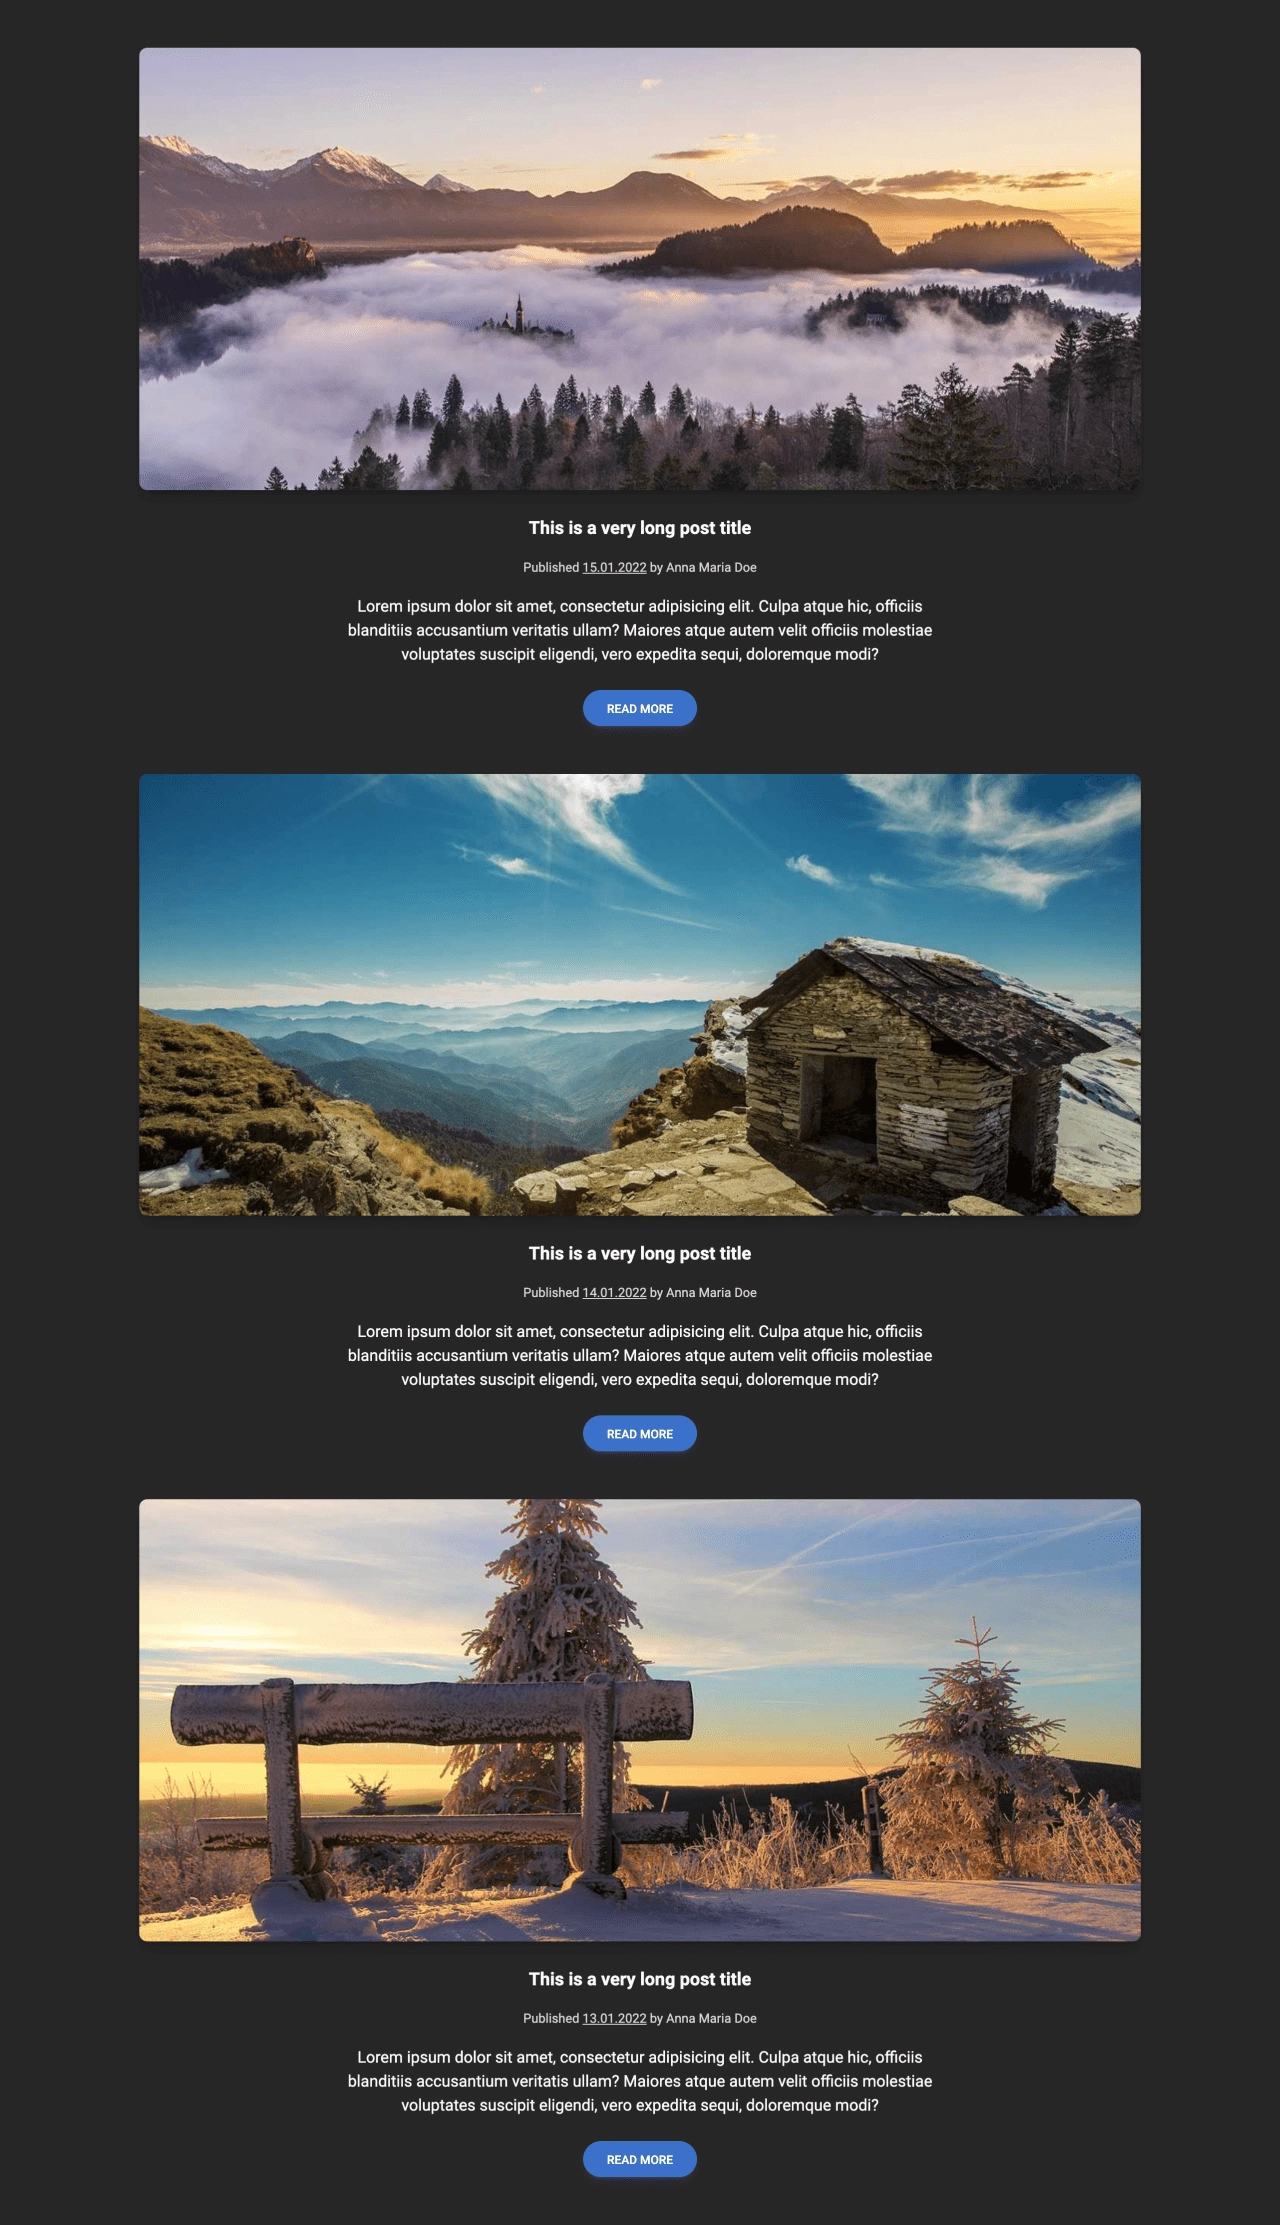 This is a very long post title
Published 15.01.2022 by Anna Maria Doe
Lorem ipsum dolor sit amet, consectetur adipisicing elit. Culpa atque hic, officiis
blanditiis accusantium veritatis ullam? Maiores atque autem velit officiis molestiae
voluptates suscipit eligendi, vero expedita sequi, doloremque modi?
READ MORE
This is a very long post title
Published 14.01.2022 by Anna Maria Doe
Lorem ipsum dolor sit amet, consectetur adipisicing elit. Culpa atque hic, officiis
blanditiis accusantium veritatis ullam? Maiores atque autem velit officiis molestiae
voluptates suscipit eligendi, vero expedita sequi, doloremque modi?
READ MORE
This is a very long post title
Published 13.01.2022 by Anna Maria Doe
Lorem ipsum dolor sit amet, consectetur adipisicing elit. Culpa atque hic, officiis
blanditiis accusantium veritatis ullam? Maiores atque autem velit officiis molestiae
voluptates suscipit eligendi, vero expedita sequi, doloremque modi?
READ MORE